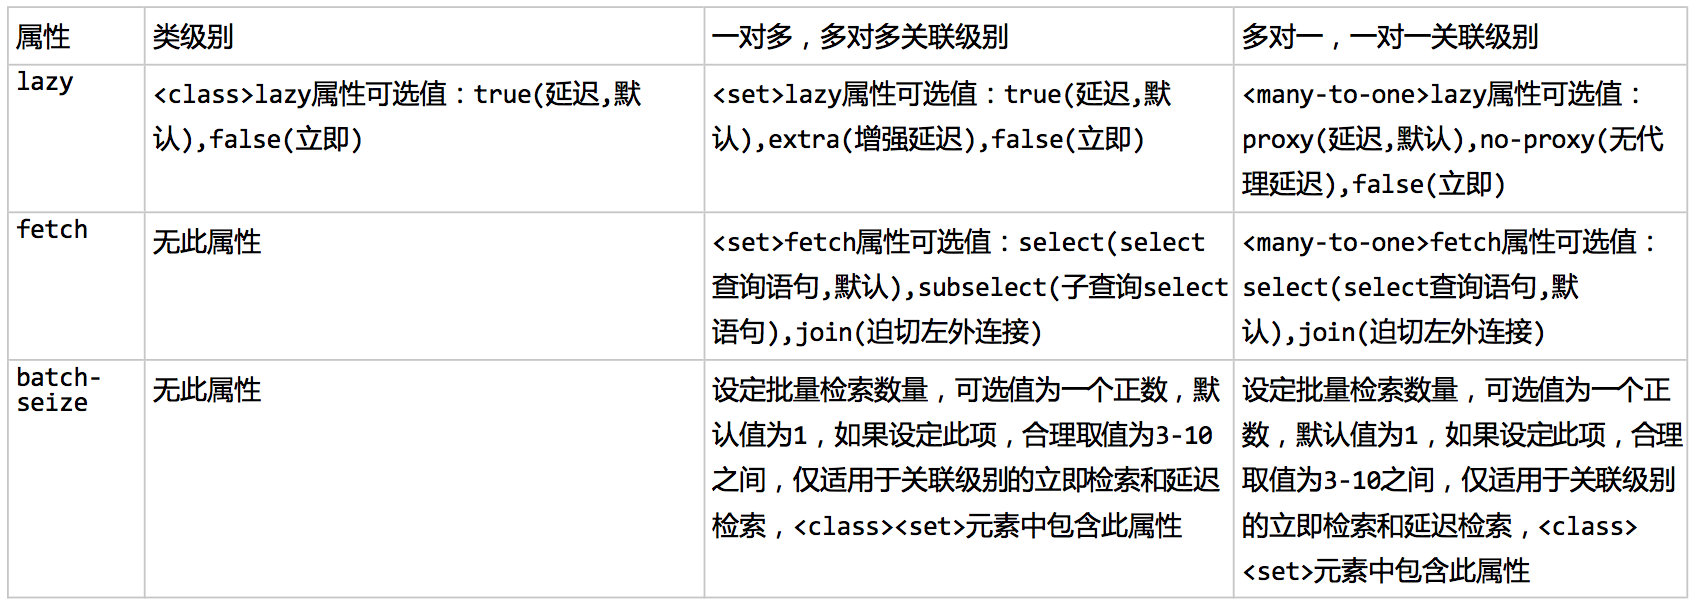 属性
类级别
一对多，多对多关联级别
多对一，一对一关联级别
lazy
<class>lazy属性可选值：true(延迟,默
认),false(立即)
<set>lazy属性可选值：true(延迟,默
认),extra(增强延迟),false(立即)
<many-to-one>lazy属性可选值：
proxy(延迟,默认),no-proxy(无代
理延迟),false(立即)
fetch
无此属性
<set>fetch属性可选值：select(select
查询语句,默认),subselect(子查询select
语句),join(迫切左外连接)
<many-to-one>fetch属性可选值：
select(select查询语句,默
认),join(迫切左外连接)
batch-
seize
无此属性
设定批量检索数量，可选值为一个正数，默
认值为1，如果设定此项，合理取值为3-10
之间，仅适用于关联级别的立即检索和延迟
检索，<class><set>元素中包含此属性
设定批量检索数量，可选值为一个正
数，默认值为1，如果设定此项，合理
取值为3-10之间，仅适用于关联级别
的立即检索和延迟检索，<class>
<set>元素中包含此属性